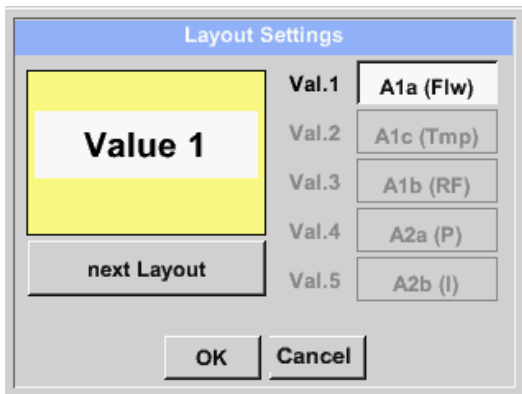 Layout Settings
Value 1
next Layout
Val.1 A1a (Flw)
Val.2 A1c (Tmp)
Val.3 A1b (RF)
Val.4 A2a (P)
Val.5 A2b (I)
OK Cancel